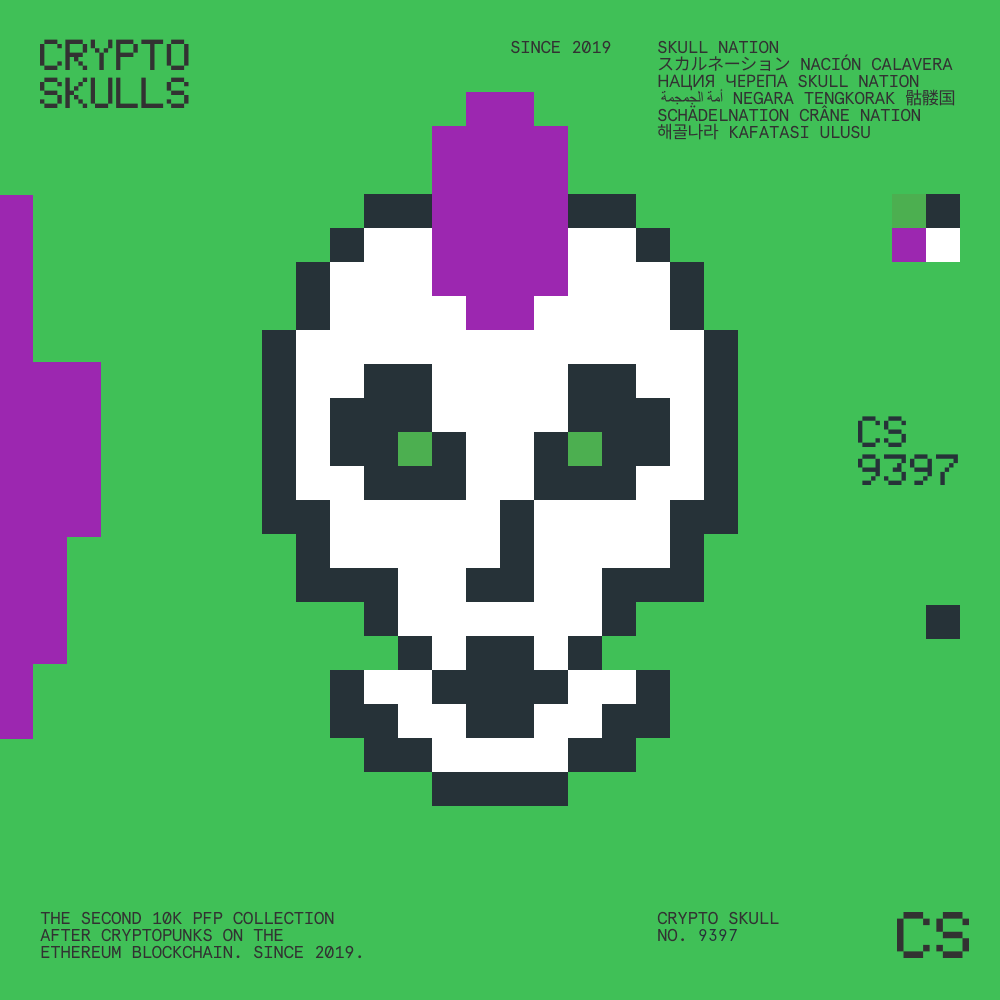 CRYPTO
SKULLS
SINCE 2019
SKULL NATION
スカルネーション NACIÓN CALAVERA
НАЦИЯ ЧЕРЕПА SKULL NATION
أمة الجمجمة NEGARA TENGKORAK 骷髅国
SCHÄDELNATION CRÂNE NATION
해골나라 KAFATASI ULUSU
CS
9397
THE SECOND 10K PFP COLLECTION
AFTER CRYPTOPUNKS ON THE
ETHEREUM BLOCKCHAIN. SINCE 2019.
CRYPTO SKULL
NO. 9397
CS